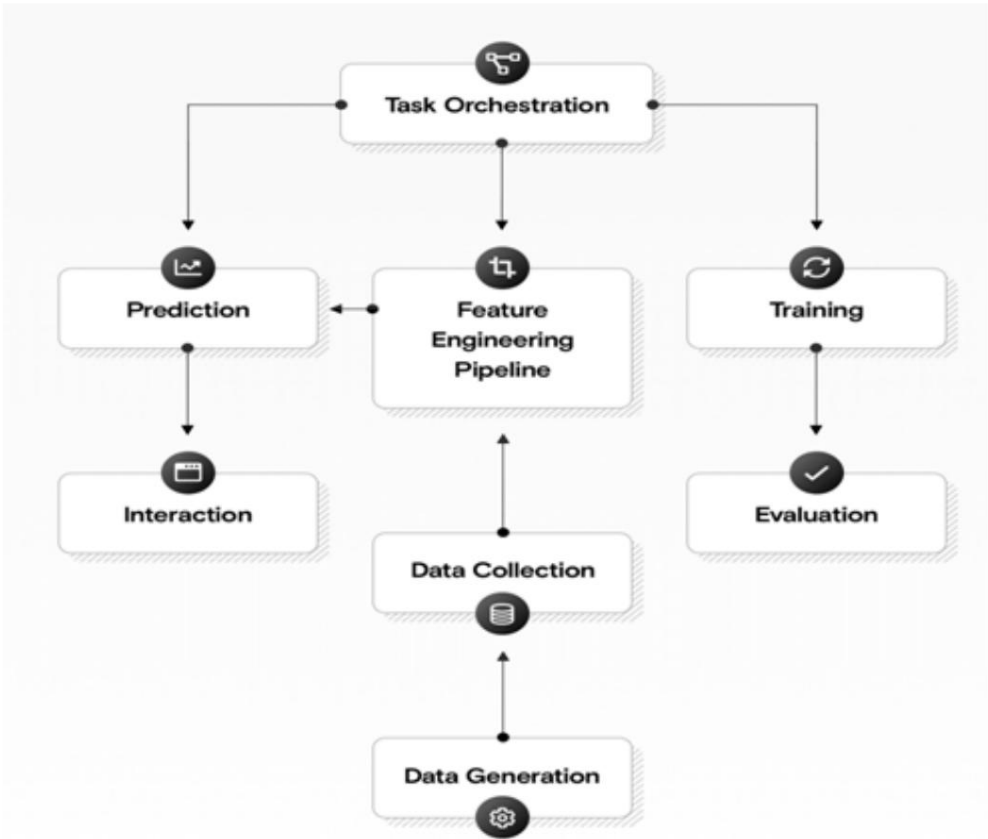 Task Orchestration
Prediction
Feature
Engineering
Pipeline
Training
Interaction
Evaluation
Data Collection
Data Generation